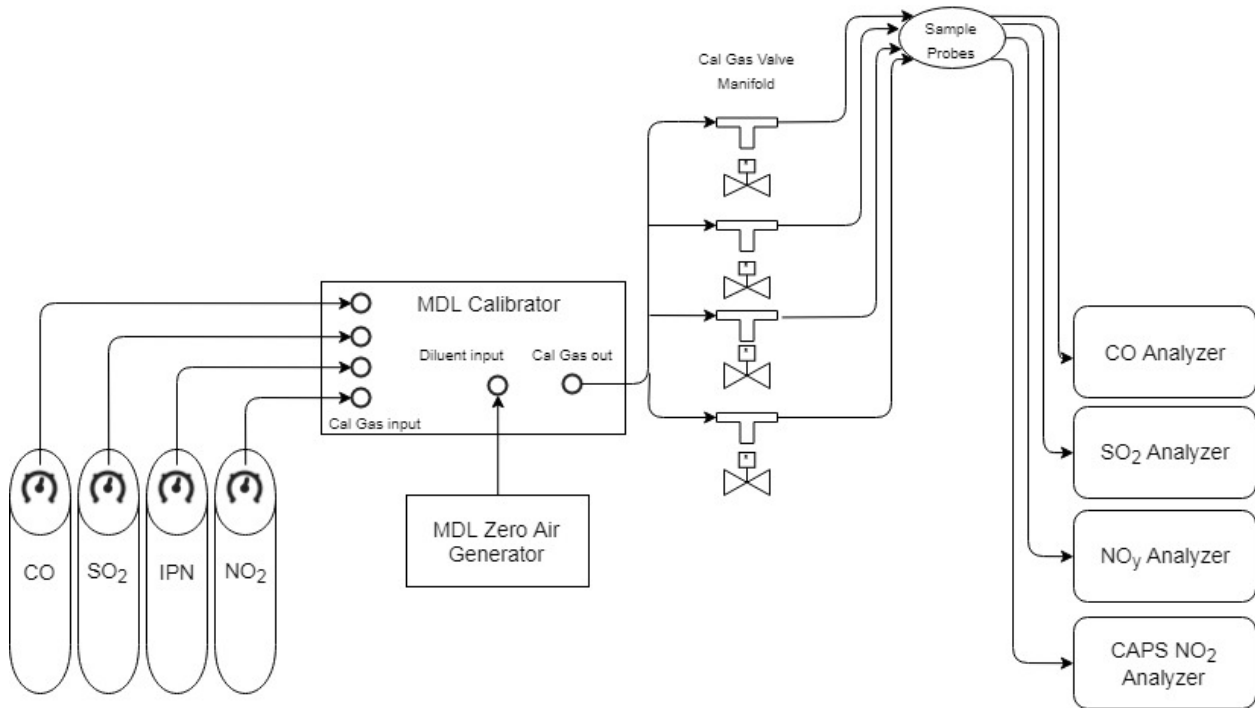 Sample
Probes
Cal Gas Valve
Manifold
MDL Calibrator
Diluent input
Cal Gas out
Cal Gas input
CO Analyzer
SO₂ Analyzer
NOy Analyzer
CAPS NO₂
Analyzer
MDL Zero Air
Generator
CO
SO₂
IPN
NO₂